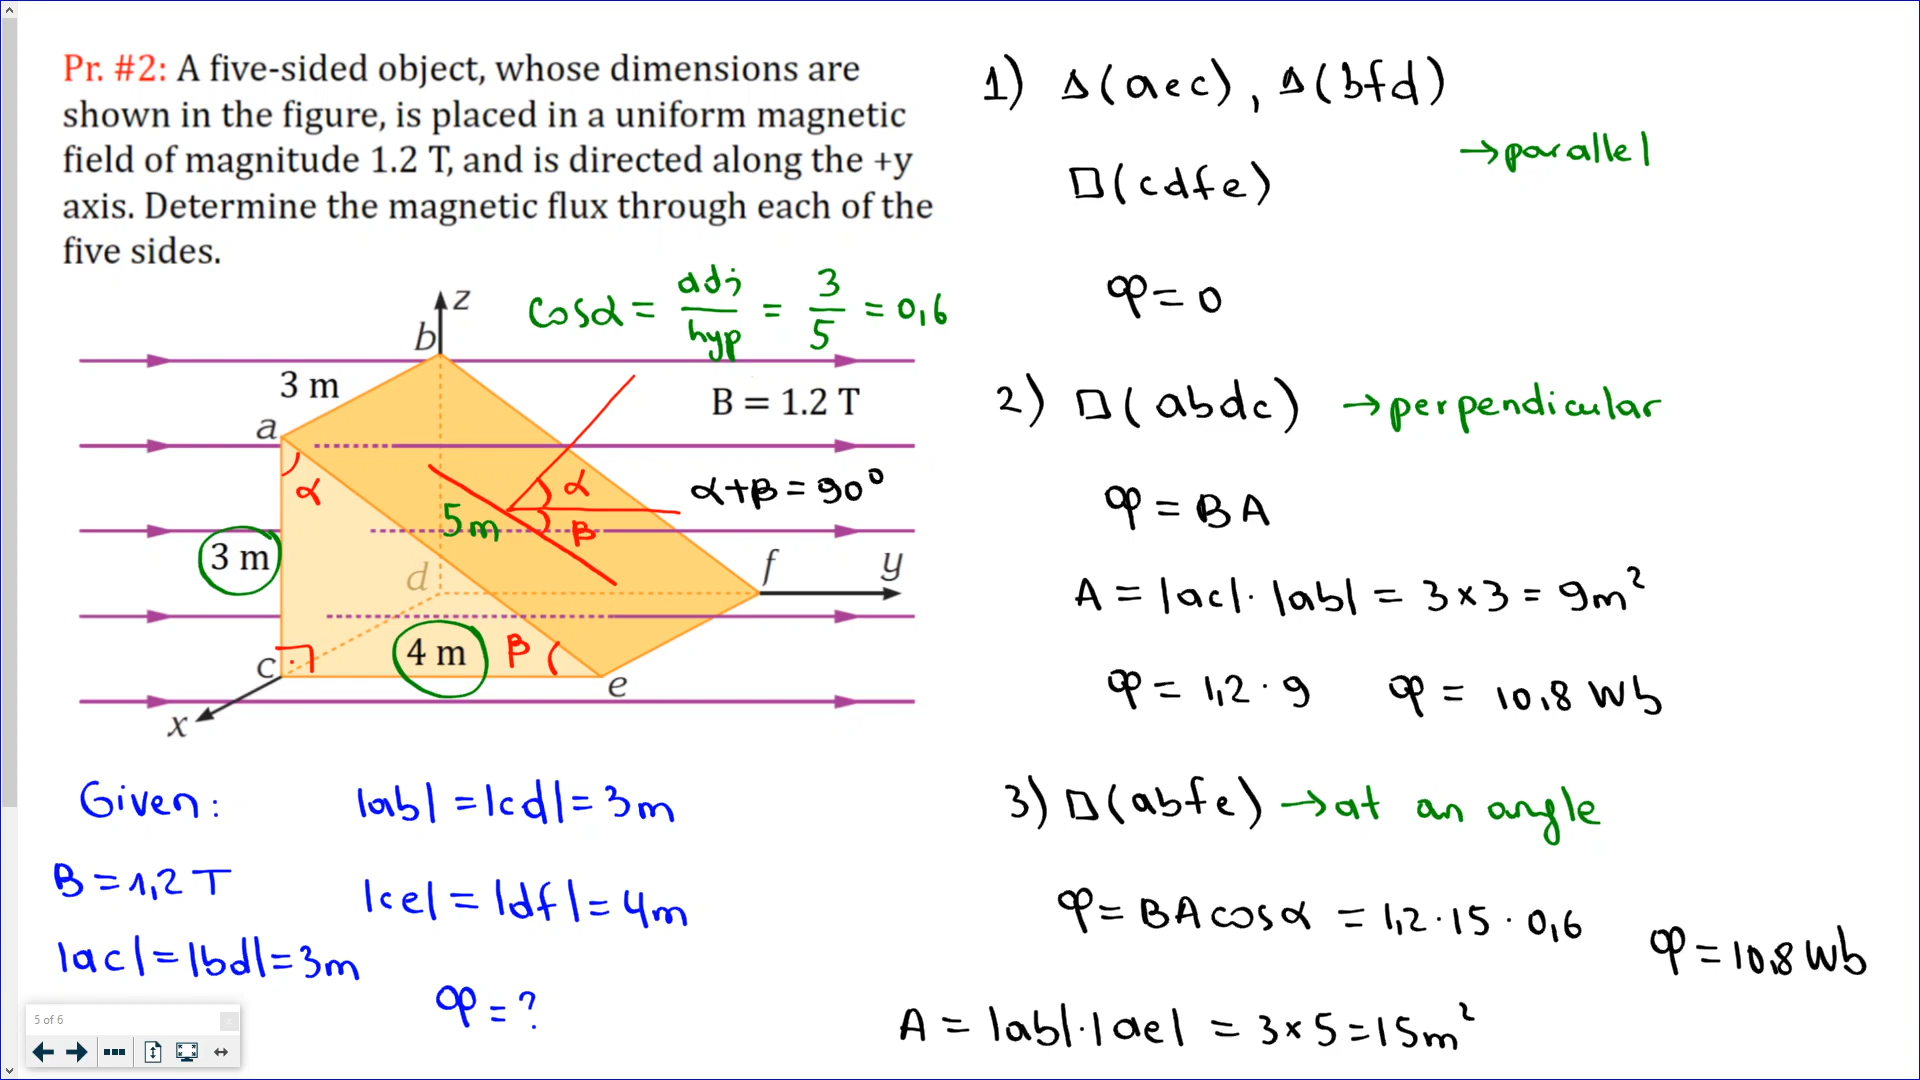 Pr. #2: A five-sided object, whose dimensions are
shown in the figure, is placed in a uniform magnetic
field of magnitude 1.2 T, and is directed along the +y
axis. Determine the magnetic flux through each of the
five sides.
cosα = adj/hyp = 3/5 = 0,6
z
b
3 m
B = 1.2 T
a
α
α
α+β = 90°
5m
β
3 m
d
f
y
4 m
β
c
e
x
Given:
|ab| = |cd| = 3m
B = 1,2 T
|ce| = |df| = 4m
|ac| = |bd| = 3m
φ = ?
1) Δ(aec), Δ(bfd)
→parallel
□(cdfe)
φ = 0
2) □(abdc) →perpendicular
φ = BA
A = |ac|·|ab| = 3×3 = 9m²
φ = 1,2 · 9 φ = 10,8 Wb
3) □(abfe) →at an angle
φ = BA cosα = 1,2 · 15 · 0,6
φ = 10,8 Wb
A = |ab|·|ae| = 3×5 = 15m²
5 of 6